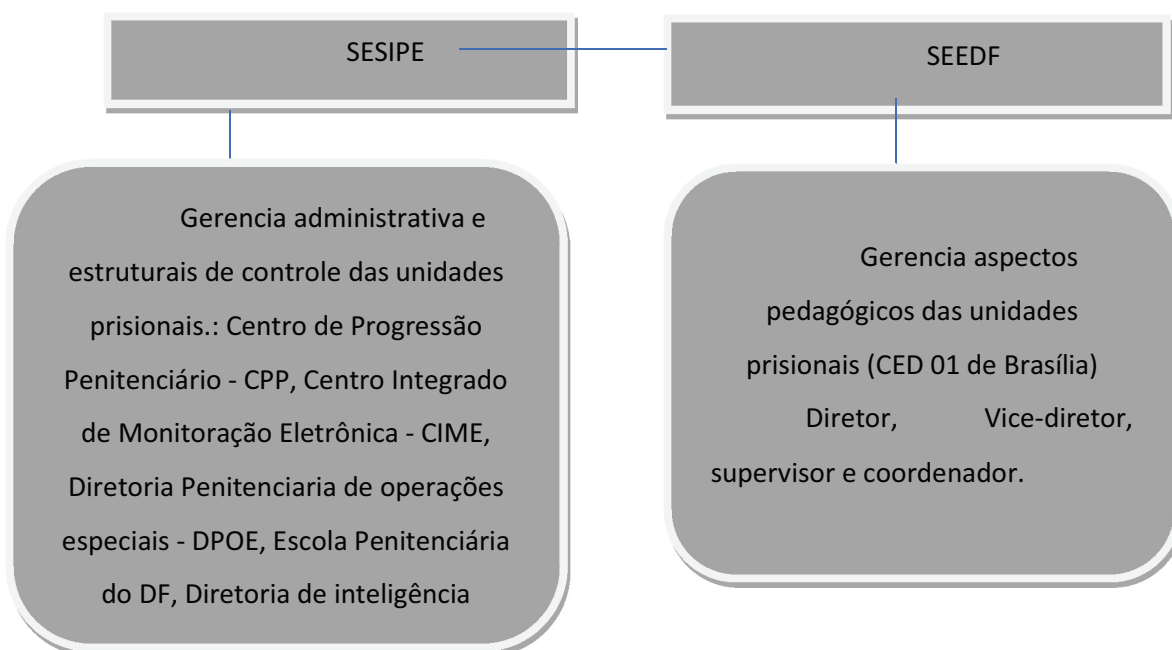 SESIPE
SEEDF
Gerencia administrativa e
estruturais de controle das unidades
prisionais.: Centro de Progressão
Penitenciário - CPP, Centro Integrado
de Monitoração Eletrônica - CIME,
Diretoria Penitenciaria de operações
especiais - DPOE, Escola Penitenciária
do DF, Diretoria de inteligência
Gerencia aspectos
pedagógicos das unidades
prisionais (CED 01 de Brasília)
Diretor, Vice-diretor,
supervisor e coordenador.